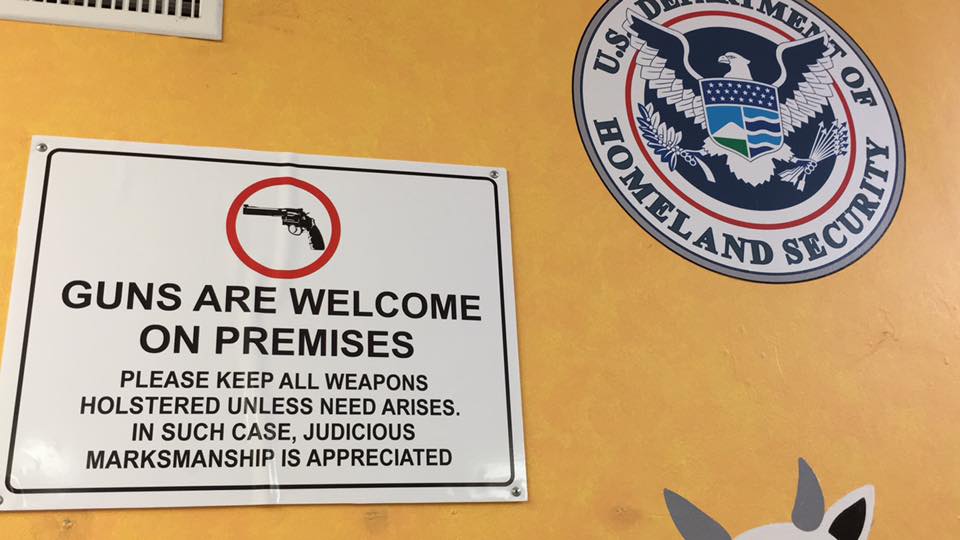 GUNS ARE WELCOME
ON PREMISES
PLEASE KEEP ALL WEAPONS
HOLSTERED UNLESS NEED ARISES.
IN SUCH CASE, JUDICIOUS
MARKSMANSHIP IS APPRECIATED
U.S. DEPARTMENT OF
HOMELAND SECURITY